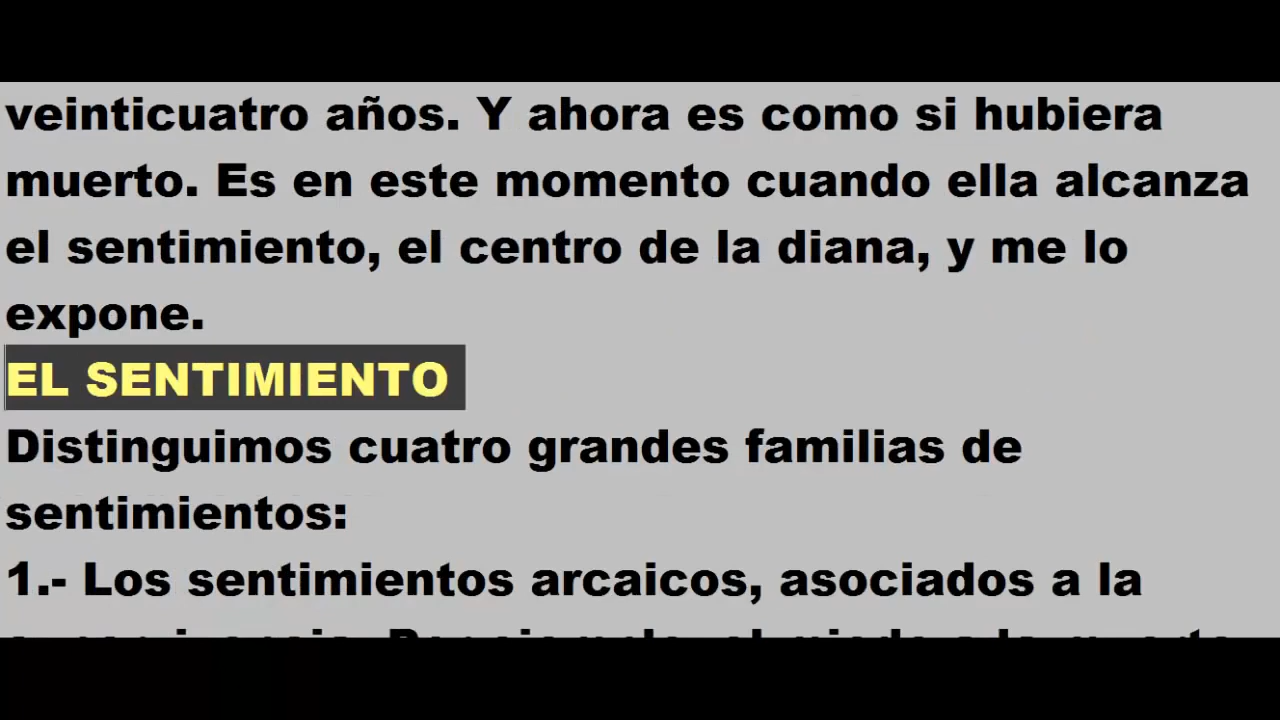 veinticuatro años. Y ahora es como si hubiera
muerto. Es en este momento cuando ella alcanza
el sentimiento, el centro de la diana, y me lo
expone.
EL SENTIMIENTO
Distinguimos cuatro grandes familias de
sentimientos:
1.- Los sentimientos arcaicos, asociados a la